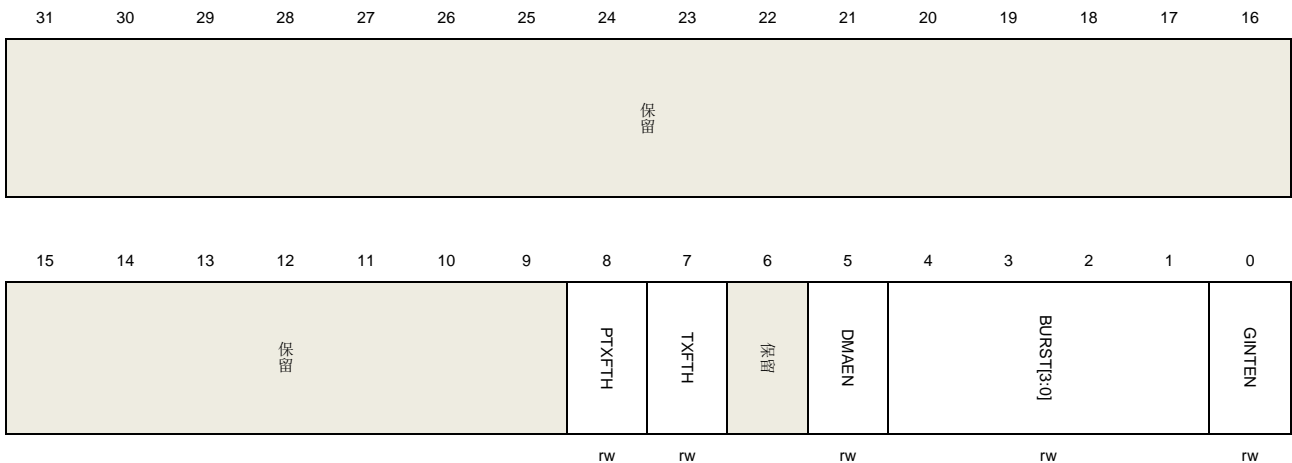 31 30 29 28 27 26 25 24 23 22 21 20 19 18 17 16
保留
15 14 13 12 11 10 9 8 7 6 5 4 3 2 1 0
保留 PTXFTH TXFTH 保留 DMAEN BURST[3:0] GINTEN
rw rw rw rw rw